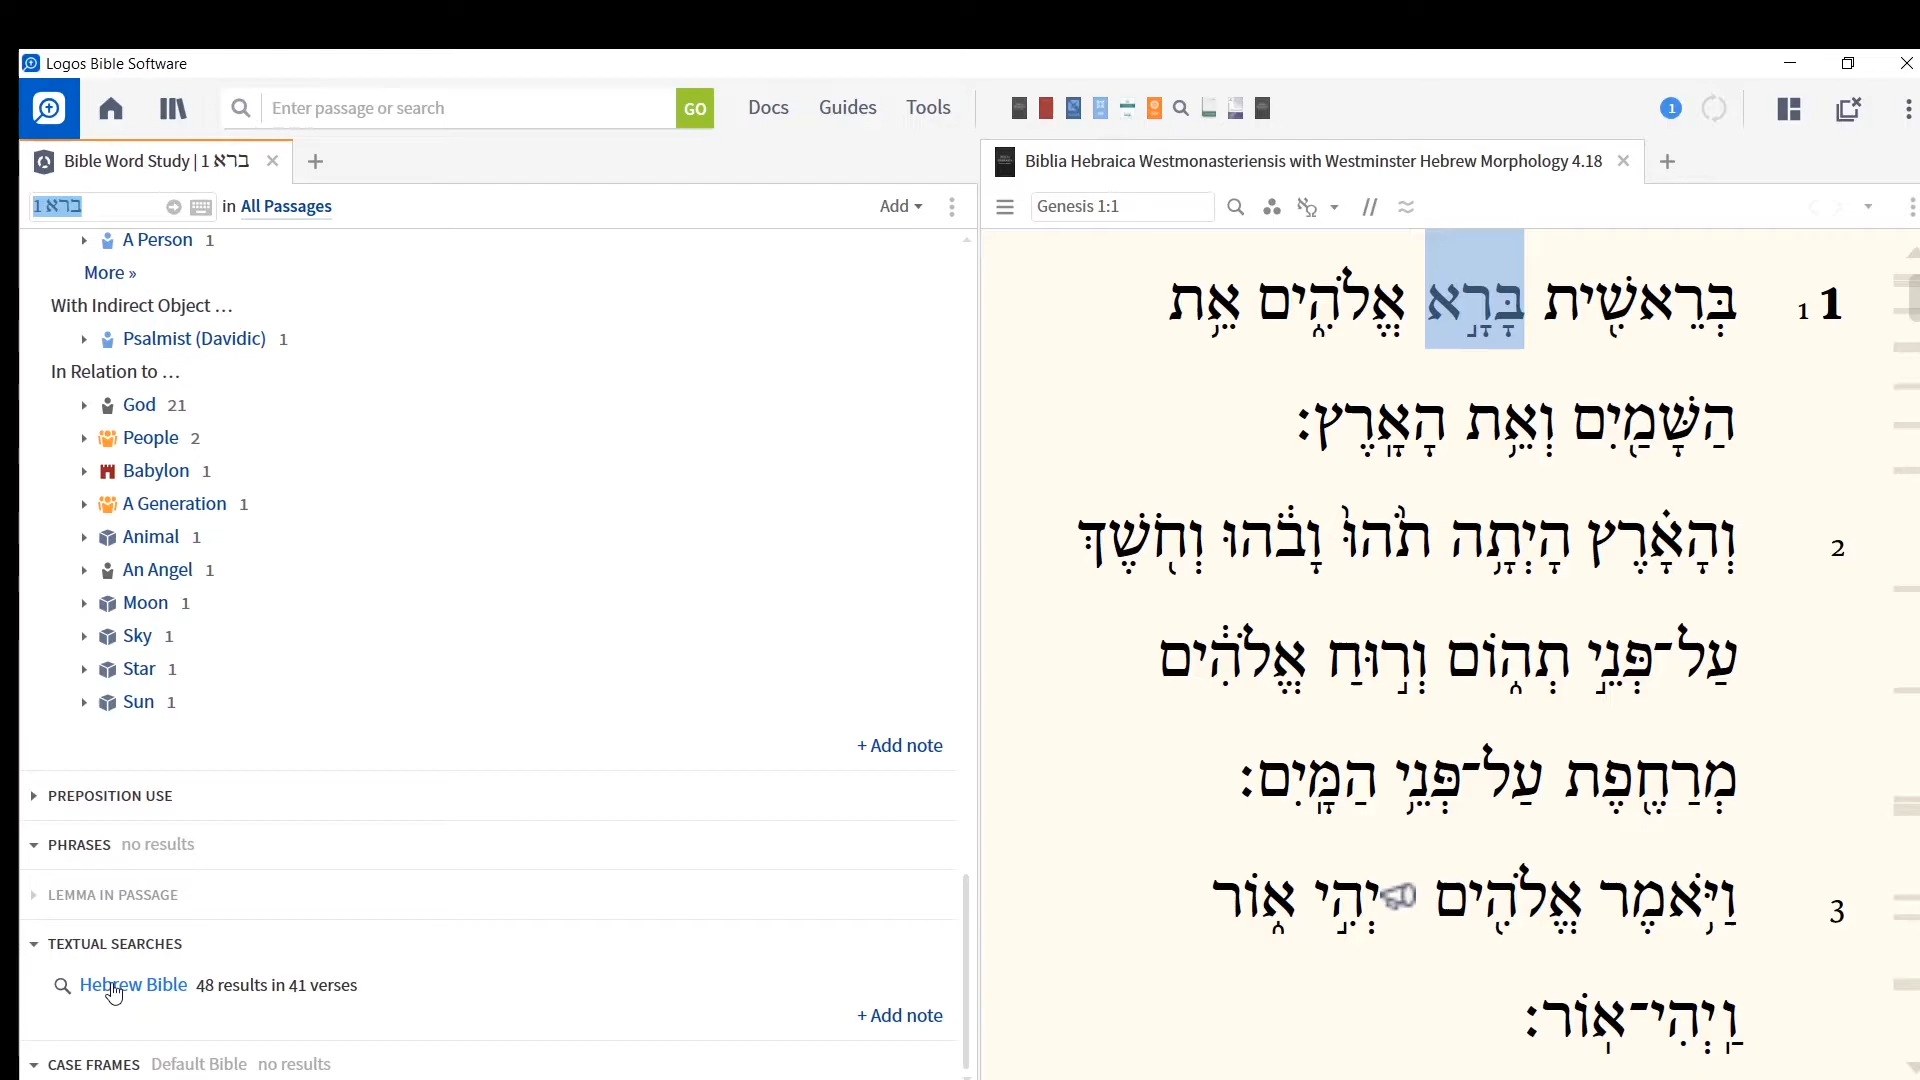 Logos Bible Software
Enter passage or search
GO
Docs
Guides
Tools
1
Bible Word Study | ברא 1
ברא 1
in All Passages
Add
A Person 1
More »
With Indirect Object …
Psalmist (Davidic) 1
In Relation to …
God 21
People 2
Babylon 1
A Generation 1
Animal 1
An Angel 1
Moon 1
Sky 1
Star 1
Sun 1
+ Add note
PREPOSITION USE
PHRASES no results
LEMMA IN PASSAGE
TEXTUAL SEARCHES
Hebrew Bible 48 results in 41 verses
+ Add note
CASE FRAMES Default Bible no results
Biblia Hebraica Westmonasteriensis with Westminster Hebrew Morphology 4.18
Genesis 1:1
1 1 בְּרֵאשִׁ֖ית בָּרָ֣א אֱלֹהִ֑ים אֵ֥ת
הַשָּׁמַ֖יִם וְאֵ֥ת הָאָֽרֶץ׃
2 וְהָאָ֗רֶץ הָיְתָ֥ה תֹ֙הוּ֙ וָבֹ֔הוּ וְחֹ֖שֶׁךְ
עַל־פְּנֵ֣י תְה֑וֹם וְר֣וּחַ אֱלֹהִ֔ים
מְרַחֶ֖פֶת עַל־פְּנֵ֥י הַמָּֽיִם׃
3 וַיֹּ֥אמֶר אֱלֹהִ֖ים יְהִ֣י א֑וֹר
וַֽיְהִי־אֽוֹר׃